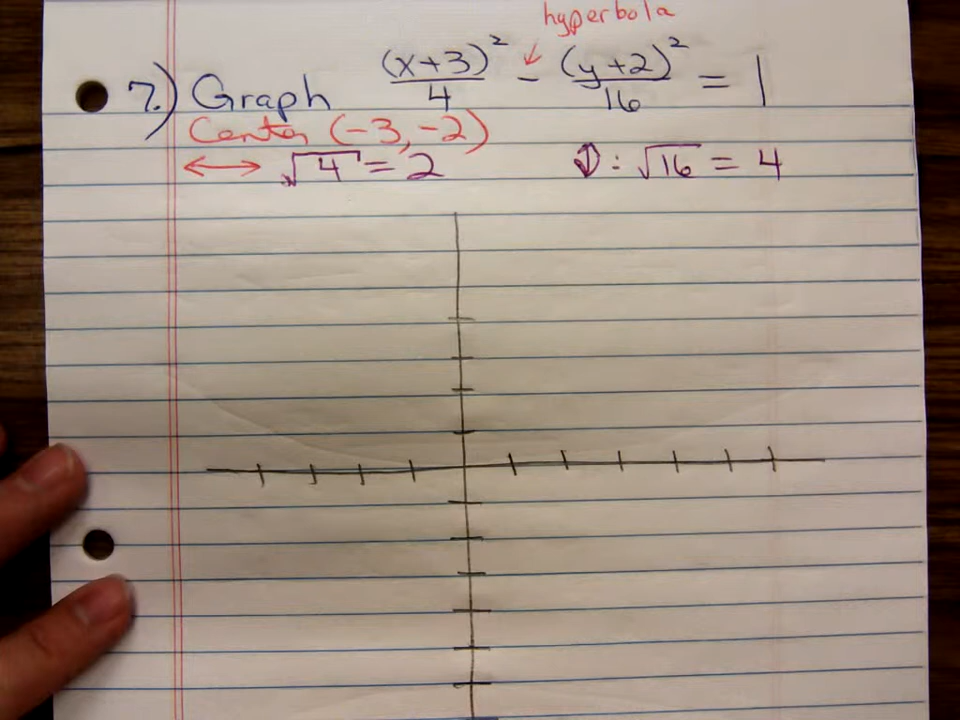 hyperbola
7.) Graph (x+3)²/4 - (y+2)²/16 = 1
Center (-3,-2)
↔ √4 = 2 ↕: √16 = 4